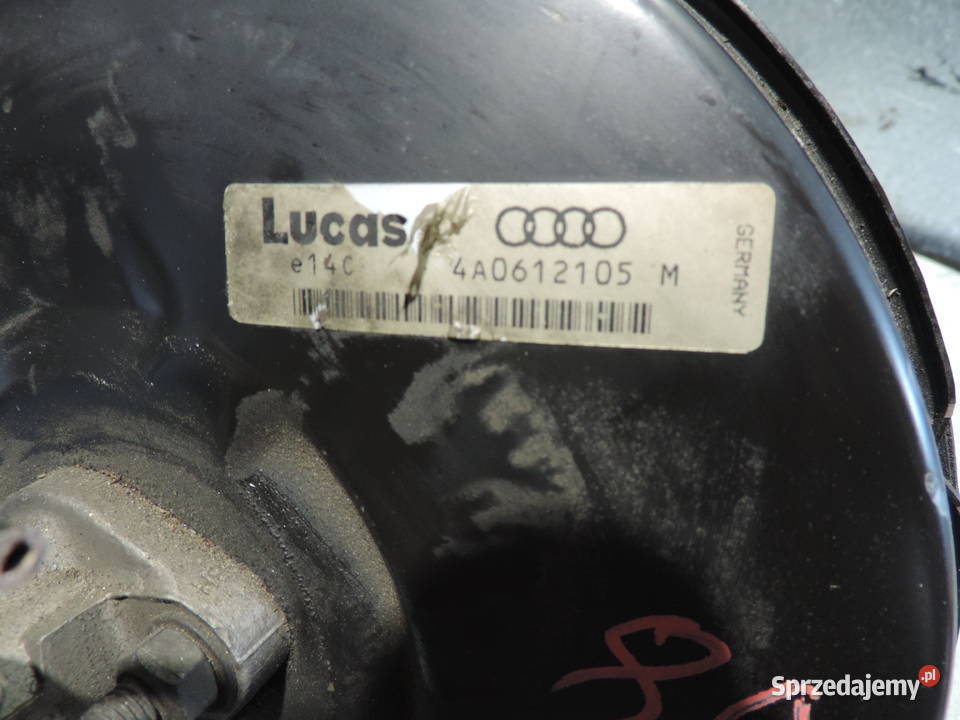 Lucas
e14C 4A0612105 M
GERMANY
Sprzedajemy.pl